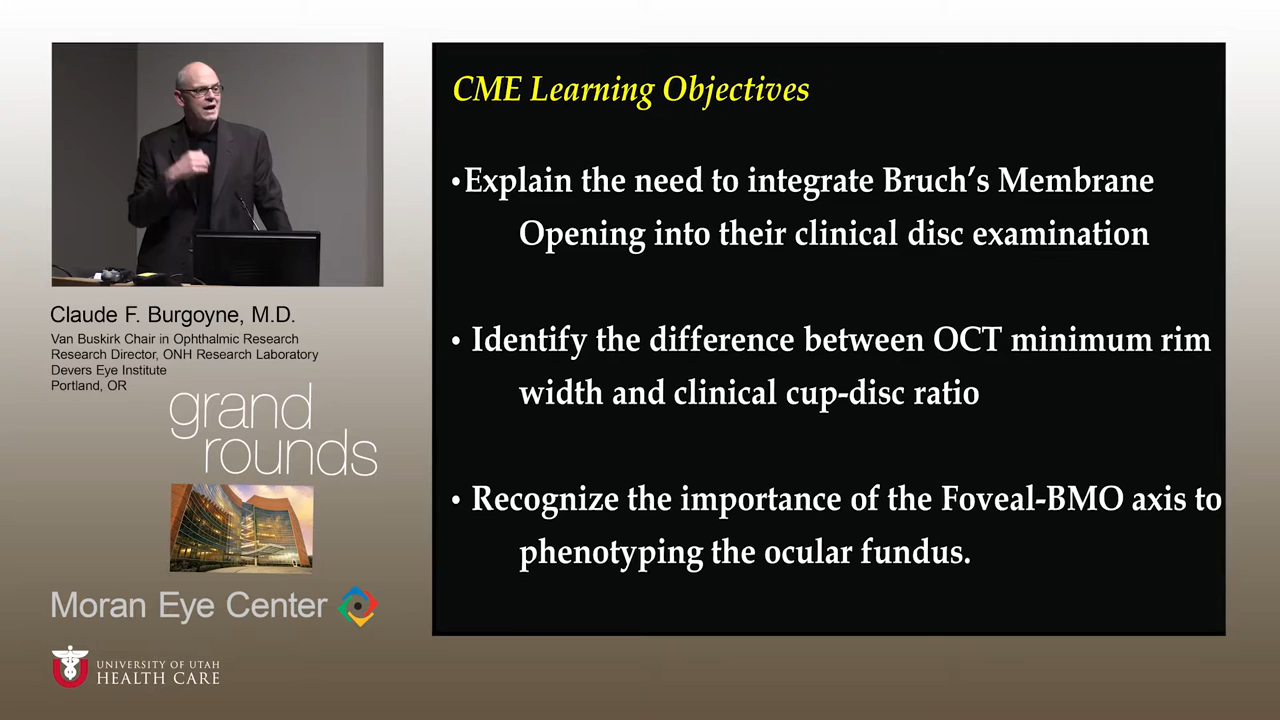 CME Learning Objectives
•Explain the need to integrate Bruch's Membrane
Opening into their clinical disc examination
• Identify the difference between OCT minimum rim
width and clinical cup-disc ratio
• Recognize the importance of the Foveal-BMO axis to
phenotyping the ocular fundus.
Claude F. Burgoyne, M.D.
Van Buskirk Chair in Ophthalmic Research
Research Director, ONH Research Laboratory
Devers Eye Institute
Portland, OR
grand
rounds
Moran Eye Center
U
UNIVERSITY OF UTAH
HEALTH CARE